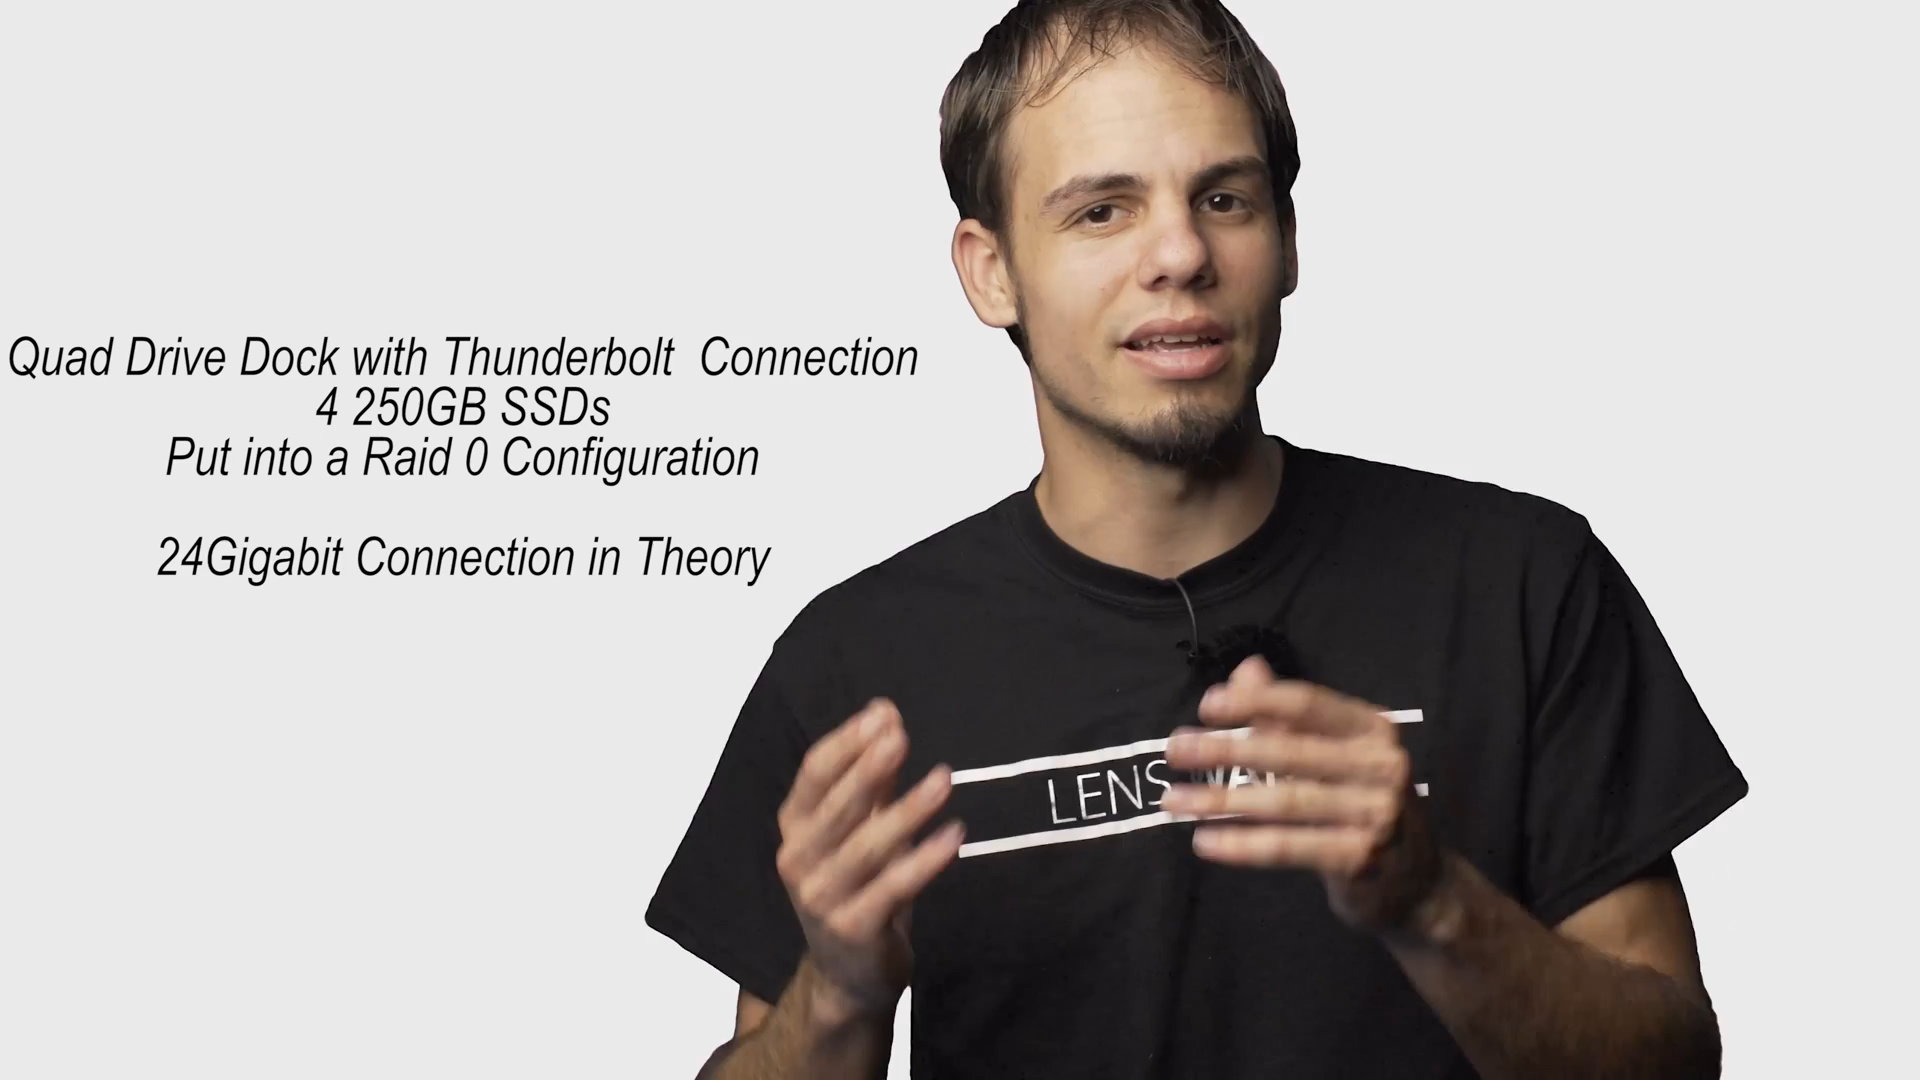 Quad Drive Dock with Thunderbolt  Connection
4 250GB SSDs
Put into a Raid 0 Configuration
24Gigabit Connection in Theory
LENS